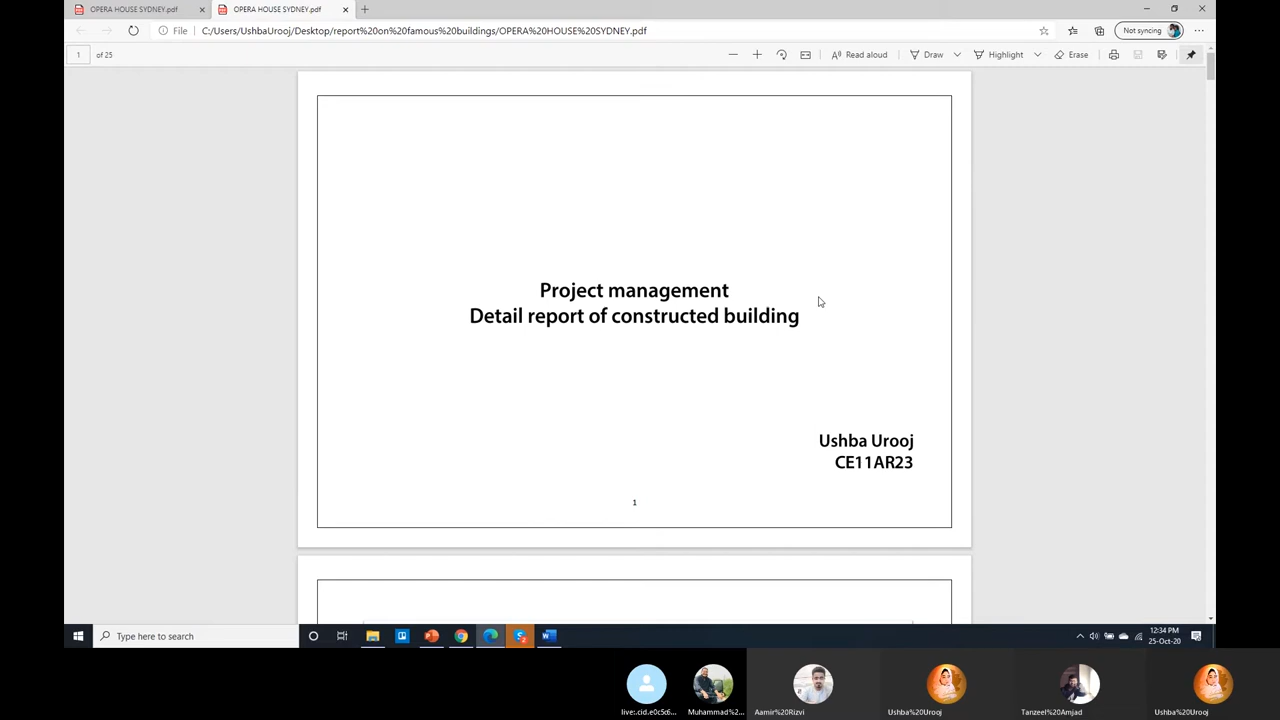 OPERA HOUSE SYDNEY.pdf
OPERA HOUSE SYDNEY.pdf
File
C:/Users/UshbaUrooj/Desktop/report%20on%20famous%20buildings/OPERA%20HOUSE%20SYDNEY.pdf
Not syncing
1 of 25
Read aloud
Draw
Highlight
Erase
Project management
Detail report of constructed building
Ushba Urooj
CE11AR23
1
Type here to search
12:34 PM
25-Oct-20
live:.cid.e0c5c6...
Muhammad%2...
Aamir%20Rizvi
Ushba%20Urooj
Tanzeel%20Amjad
Ushba%20Urooj